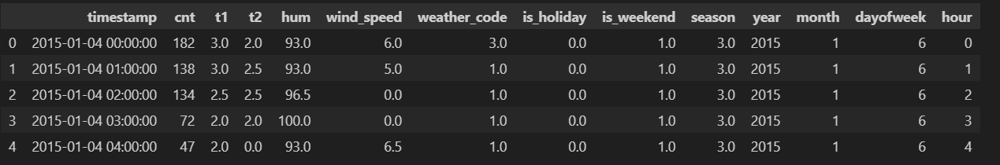 timestamp cnt t1 t2 hum wind_speed weather_code is_holiday is_weekend season year month dayofweek hour
0 2015-01-04 00:00:00 182 3.0 2.0 93.0 6.0 3.0 0.0 1.0 3.0 2015 1 6 0
1 2015-01-04 01:00:00 138 3.0 2.5 93.0 5.0 1.0 0.0 1.0 3.0 2015 1 6 1
2 2015-01-04 02:00:00 134 2.5 2.5 96.5 0.0 1.0 0.0 1.0 3.0 2015 1 6 2
3 2015-01-04 03:00:00 72 2.0 2.0 100.0 0.0 1.0 0.0 1.0 3.0 2015 1 6 3
4 2015-01-04 04:00:00 47 2.0 0.0 93.0 6.5 1.0 0.0 1.0 3.0 2015 1 6 4